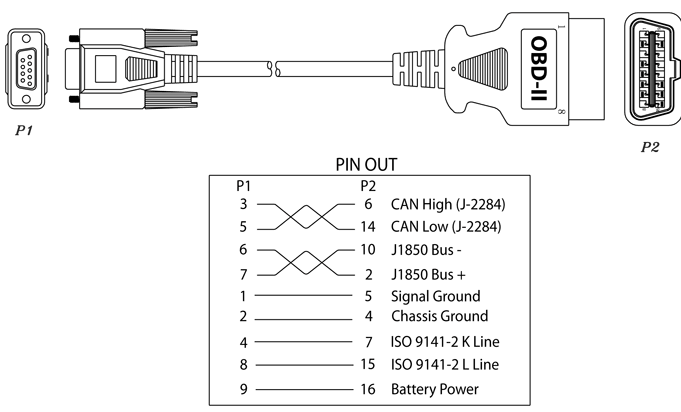 1
OBD-II
8
P1
P2
PIN OUT
P1 P2
3 6 CAN High (J-2284)
5 14 CAN Low (J-2284)
6 10 J1850 Bus -
7 2 J1850 Bus +
1 5 Signal Ground
2 4 Chassis Ground
4 7 ISO 9141-2 K Line
8 15 ISO 9141-2 L Line
9 16 Battery Power